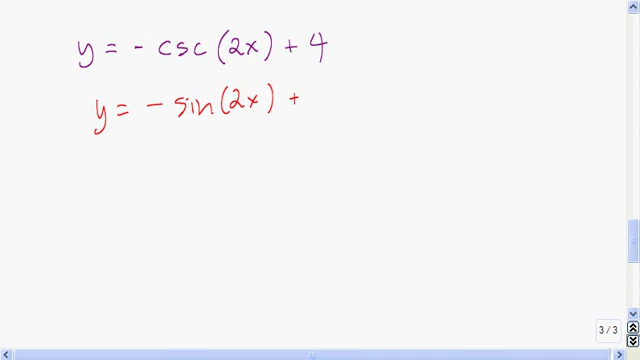 y = - csc (2x) + 4
y = - sin (2x) +
3 / 3